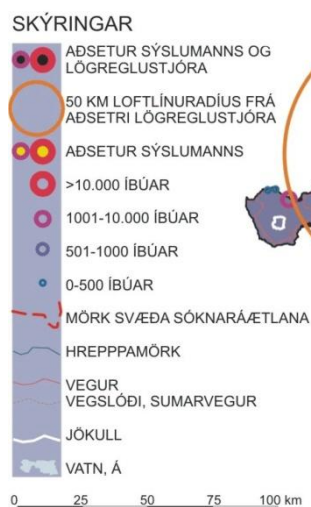 SKÝRINGAR
AÐSETUR SÝSLUMANNS OG
LÖGREGLUSTJÓRA
50 KM LOFTLÍNURADÍUS FRÁ
AÐSETRI LÖGREGLUSTJÓRA
AÐSETUR SÝSLUMANNS
>10.000 ÍBÚAR
1001-10.000 ÍBÚAR
501-1000 ÍBÚAR
0-500 ÍBÚAR
MÖRK SVÆÐA SÓKNARÁÆTLANA
HREPPPAMÖRK
VEGUR
VEGSLÓÐI, SUMARVEGUR
JÖKULL
VATN, Á
0 25 50 75 100 km